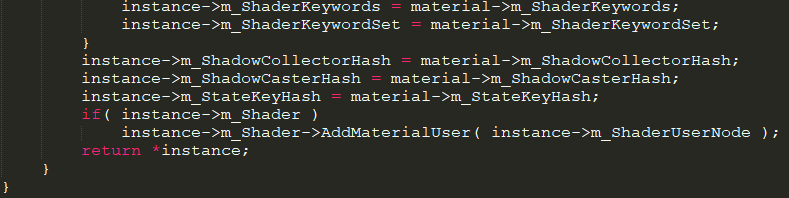 instance->m_ShaderKeywords = material->m_ShaderKeywords;
instance->m_ShaderKeywordSet = material->m_ShaderKeywordSet;
}
instance->m_ShadowCollectorHash = material->m_ShadowCollectorHash;
instance->m_ShadowCasterHash = material->m_ShadowCasterHash;
instance->m_StateKeyHash = material->m_StateKeyHash;
if( instance->m_Shader )
instance->m_Shader->AddMaterialUser( instance->m_ShaderUserNode );
return *instance;
}
}